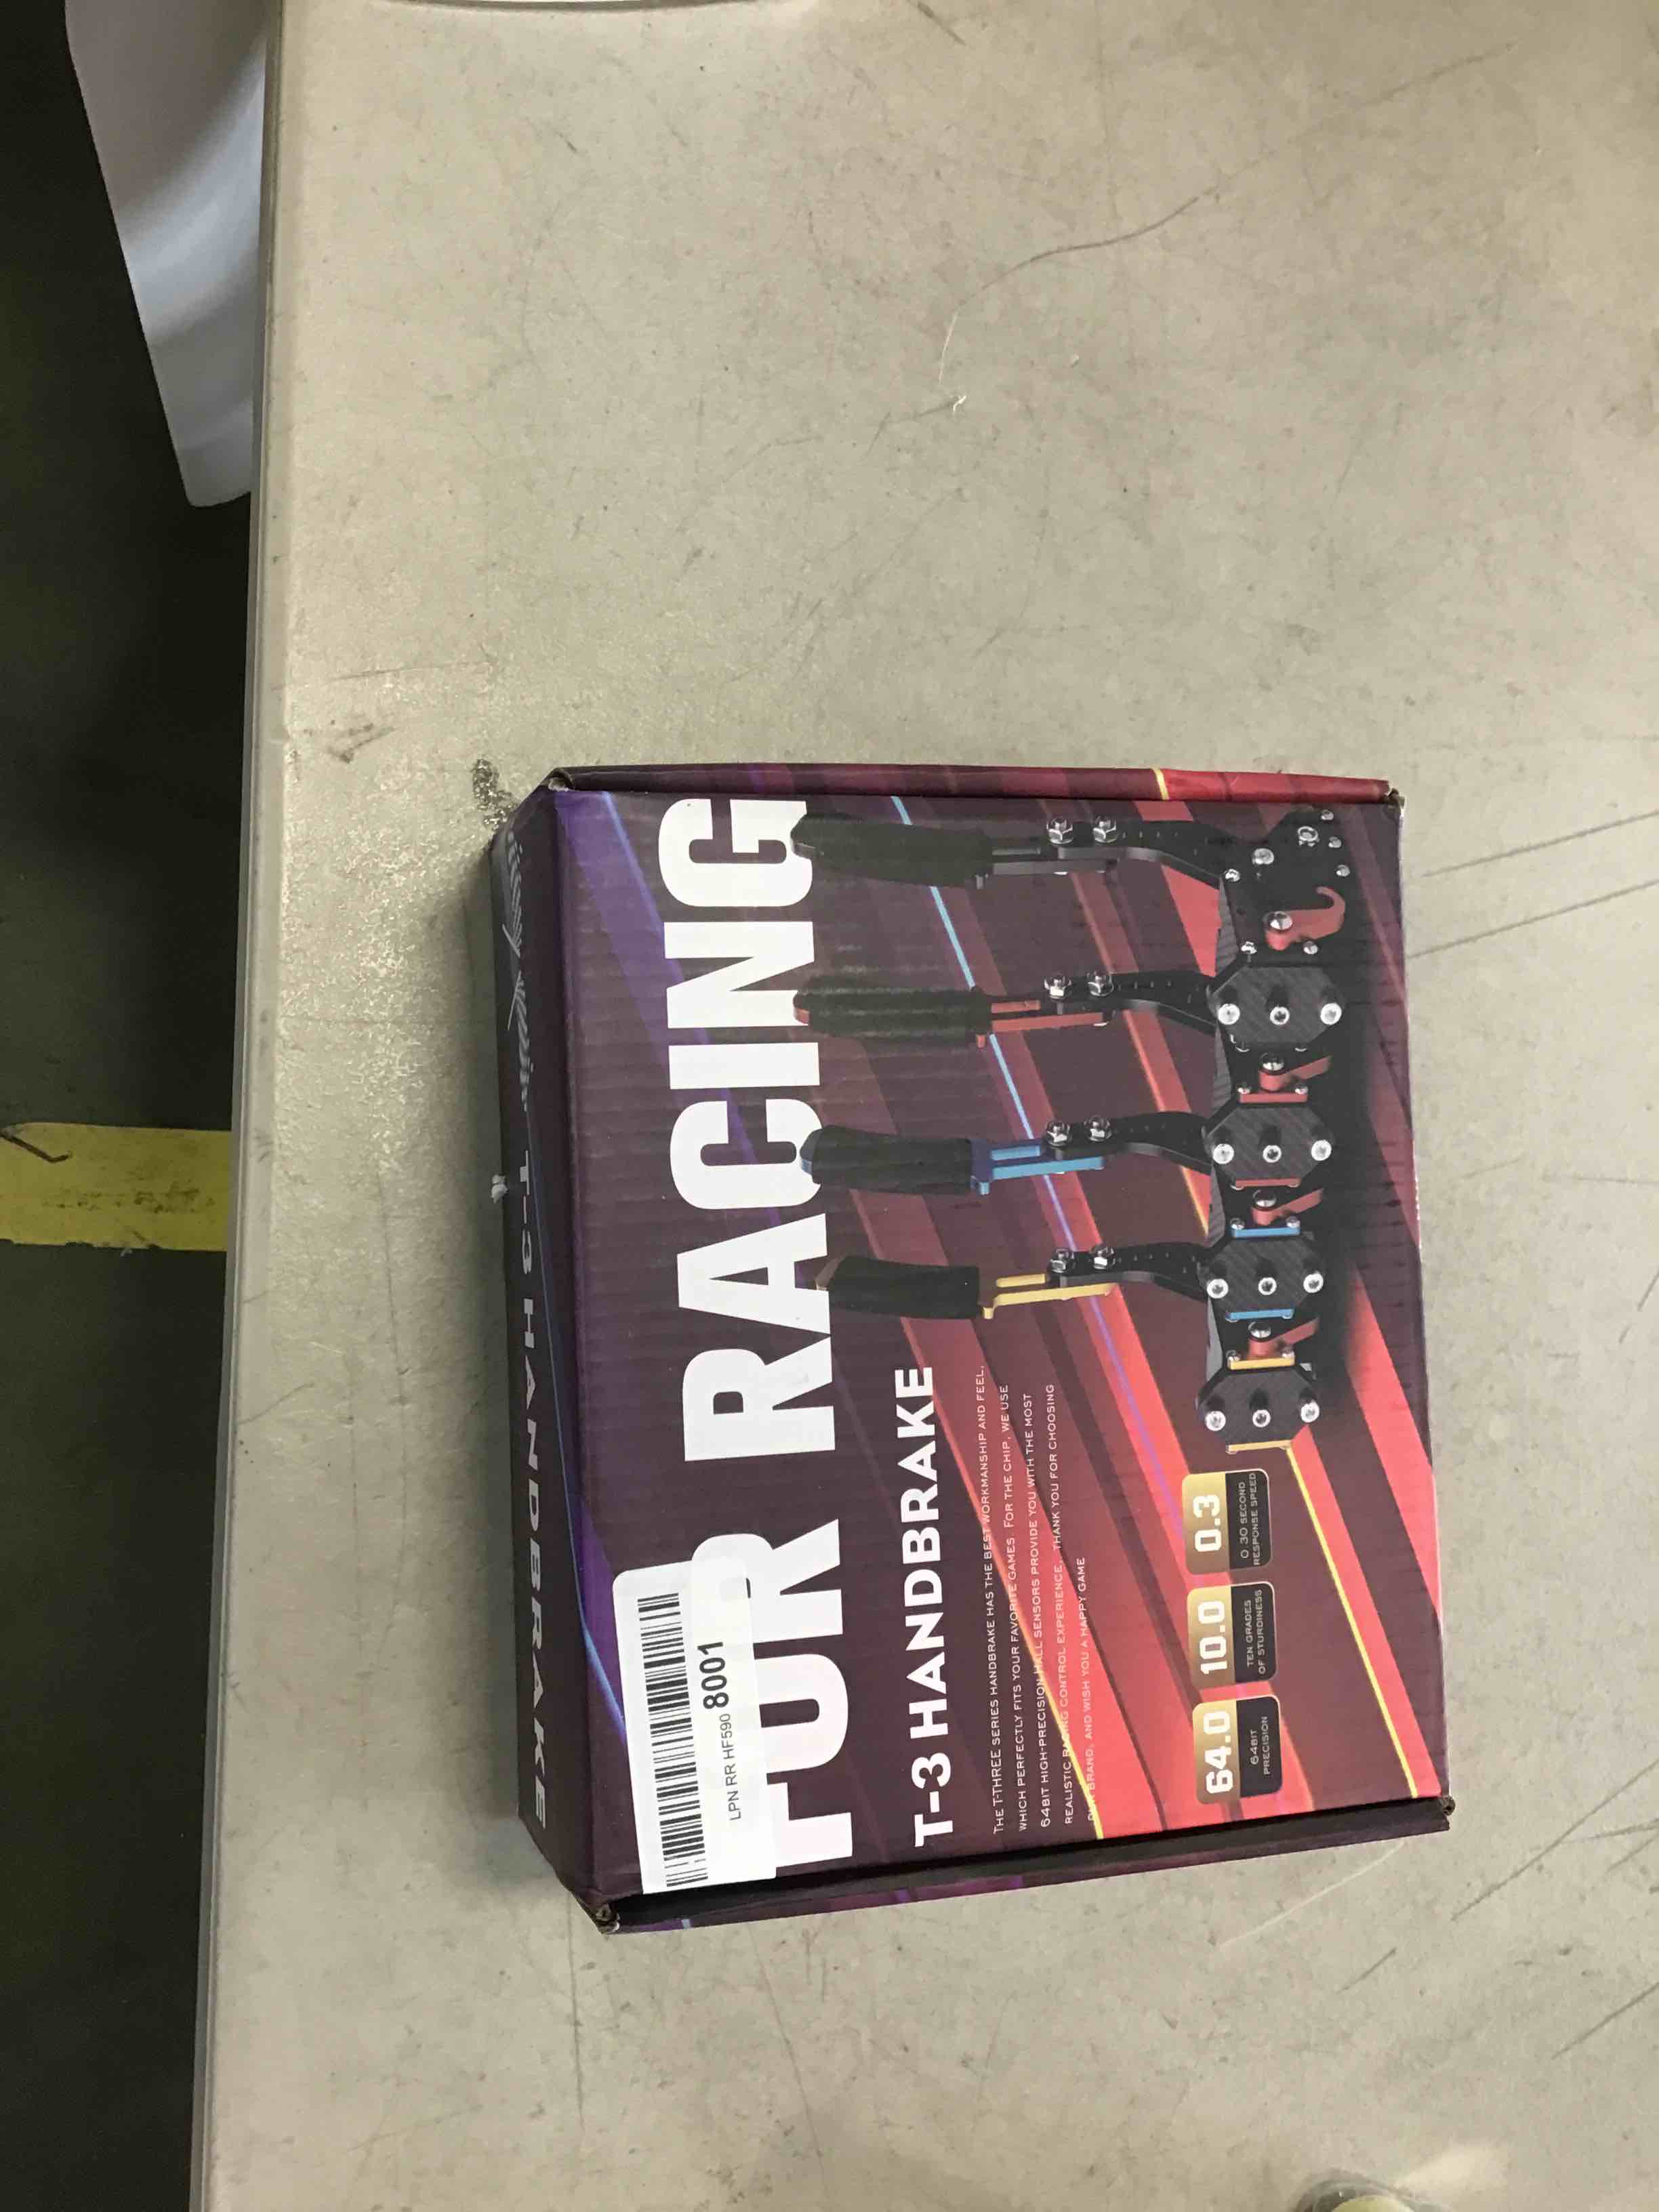 FOR RACING
LPN RR HF590 8001
T-3 HANDBRAKE
THE T-THREE SERIES HANDBRAKE HAS THE BEST WORKMANSHIP AND FEEL,
WHICH PERFECTLY FITS YOUR FAVORITE GAMES. FOR THE CHIP, WE USE
64BIT HIGH-PRECISION HALL SENSORS PROVIDE YOU WITH THE MOST
REALISTIC RACING CONTROL EXPERIENCE, THANK YOU FOR CHOOSING
OUR BRAND, AND WISH YOU A HAPPY GAME
64.0
64BIT
PRECISION
10.0
TEN GRADES
OF STURDINESS
0.3
0.30 SECOND
RESPONSE SPEED
T-3 HANDBRAKE